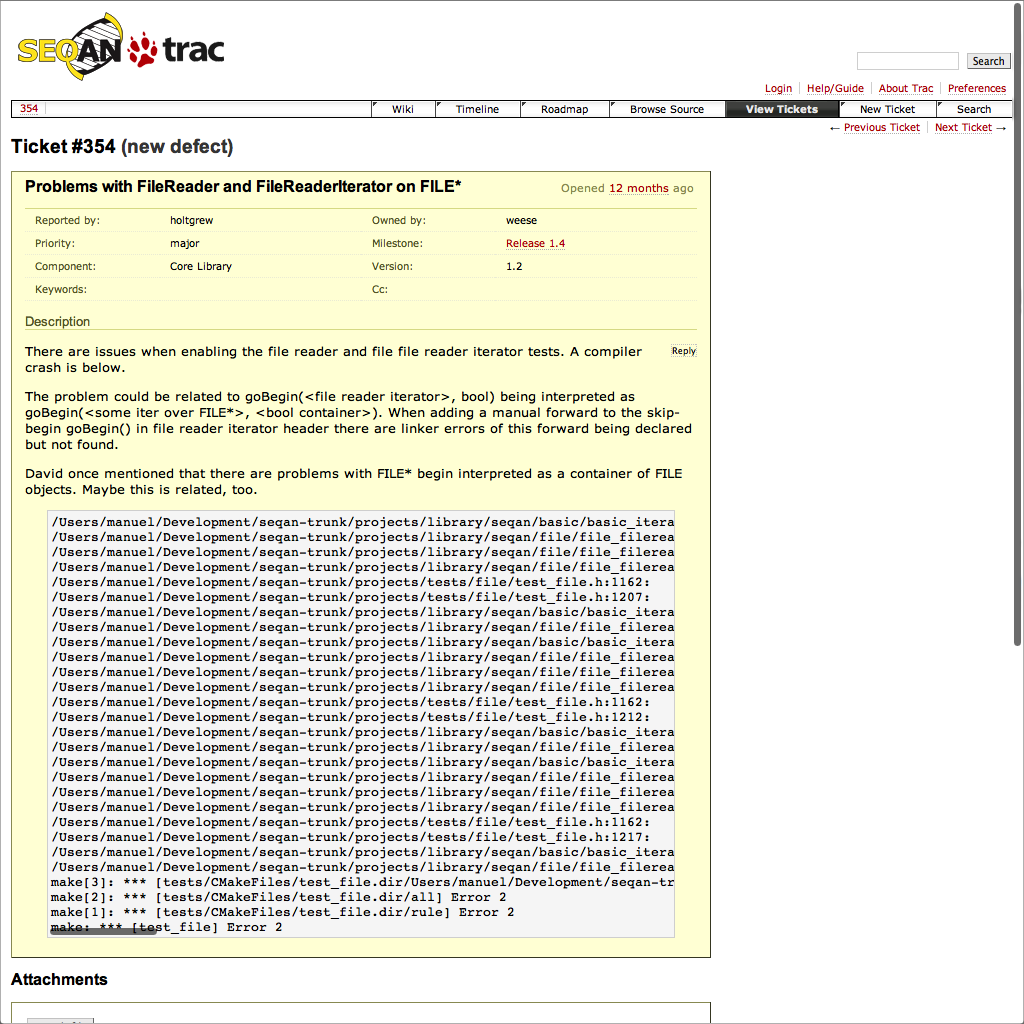 SEQAN trac
Search
Login Help/Guide About Trac Preferences
354 Wiki Timeline Roadmap Browse Source View Tickets New Ticket Search
← Previous Ticket Next Ticket →
Ticket #354 (new defect)
Problems with FileReader and FileReaderIterator on FILE* Opened 12 months ago
Reported by: holtgrew Owned by: weese
Priority: major Milestone: Release 1.4
Component: Core Library Version: 1.2
Keywords: Cc:
Description
There are issues when enabling the file reader and file file reader iterator tests. A compiler Reply
crash is below.
The problem could be related to goBegin(<file reader iterator>, bool) being interpreted as
goBegin(<some iter over FILE*>, <bool container>). When adding a manual forward to the skip-
begin goBegin() in file reader iterator header there are linker errors of this forward being declared
but not found.
David once mentioned that there are problems with FILE* begin interpreted as a container of FILE
objects. Maybe this is related, too.
/Users/manuel/Development/seqan-trunk/projects/library/seqan/basic/basic_itera
/Users/manuel/Development/seqan-trunk/projects/library/seqan/file/file_filerea
/Users/manuel/Development/seqan-trunk/projects/library/seqan/file/file_filerea
/Users/manuel/Development/seqan-trunk/projects/library/seqan/file/file_filerea
/Users/manuel/Development/seqan-trunk/projects/tests/file/test_file.h:1162:
/Users/manuel/Development/seqan-trunk/projects/tests/file/test_file.h:1207:
/Users/manuel/Development/seqan-trunk/projects/library/seqan/basic/basic_itera
/Users/manuel/Development/seqan-trunk/projects/library/seqan/file/file_filerea
/Users/manuel/Development/seqan-trunk/projects/library/seqan/basic/basic_itera
/Users/manuel/Development/seqan-trunk/projects/library/seqan/file/file_filerea
/Users/manuel/Development/seqan-trunk/projects/library/seqan/file/file_filerea
/Users/manuel/Development/seqan-trunk/projects/library/seqan/file/file_filerea
/Users/manuel/Development/seqan-trunk/projects/tests/file/test_file.h:1162:
/Users/manuel/Development/seqan-trunk/projects/tests/file/test_file.h:1212:
/Users/manuel/Development/seqan-trunk/projects/library/seqan/basic/basic_itera
/Users/manuel/Development/seqan-trunk/projects/library/seqan/file/file_filerea
/Users/manuel/Development/seqan-trunk/projects/library/seqan/basic/basic_itera
/Users/manuel/Development/seqan-trunk/projects/library/seqan/file/file_filerea
/Users/manuel/Development/seqan-trunk/projects/library/seqan/file/file_filerea
/Users/manuel/Development/seqan-trunk/projects/library/seqan/file/file_filerea
/Users/manuel/Development/seqan-trunk/projects/tests/file/test_file.h:1162:
/Users/manuel/Development/seqan-trunk/projects/tests/file/test_file.h:1217:
/Users/manuel/Development/seqan-trunk/projects/library/seqan/basic/basic_itera
/Users/manuel/Development/seqan-trunk/projects/library/seqan/file/file_filerea
make[3]: *** [tests/CMakeFiles/test_file.dir/Users/manuel/Development/seqan-tr
make[2]: *** [tests/CMakeFiles/test_file.dir/all] Error 2
make[1]: *** [tests/CMakeFiles/test_file.dir/rule] Error 2
make: *** [test_file] Error 2
Attachments